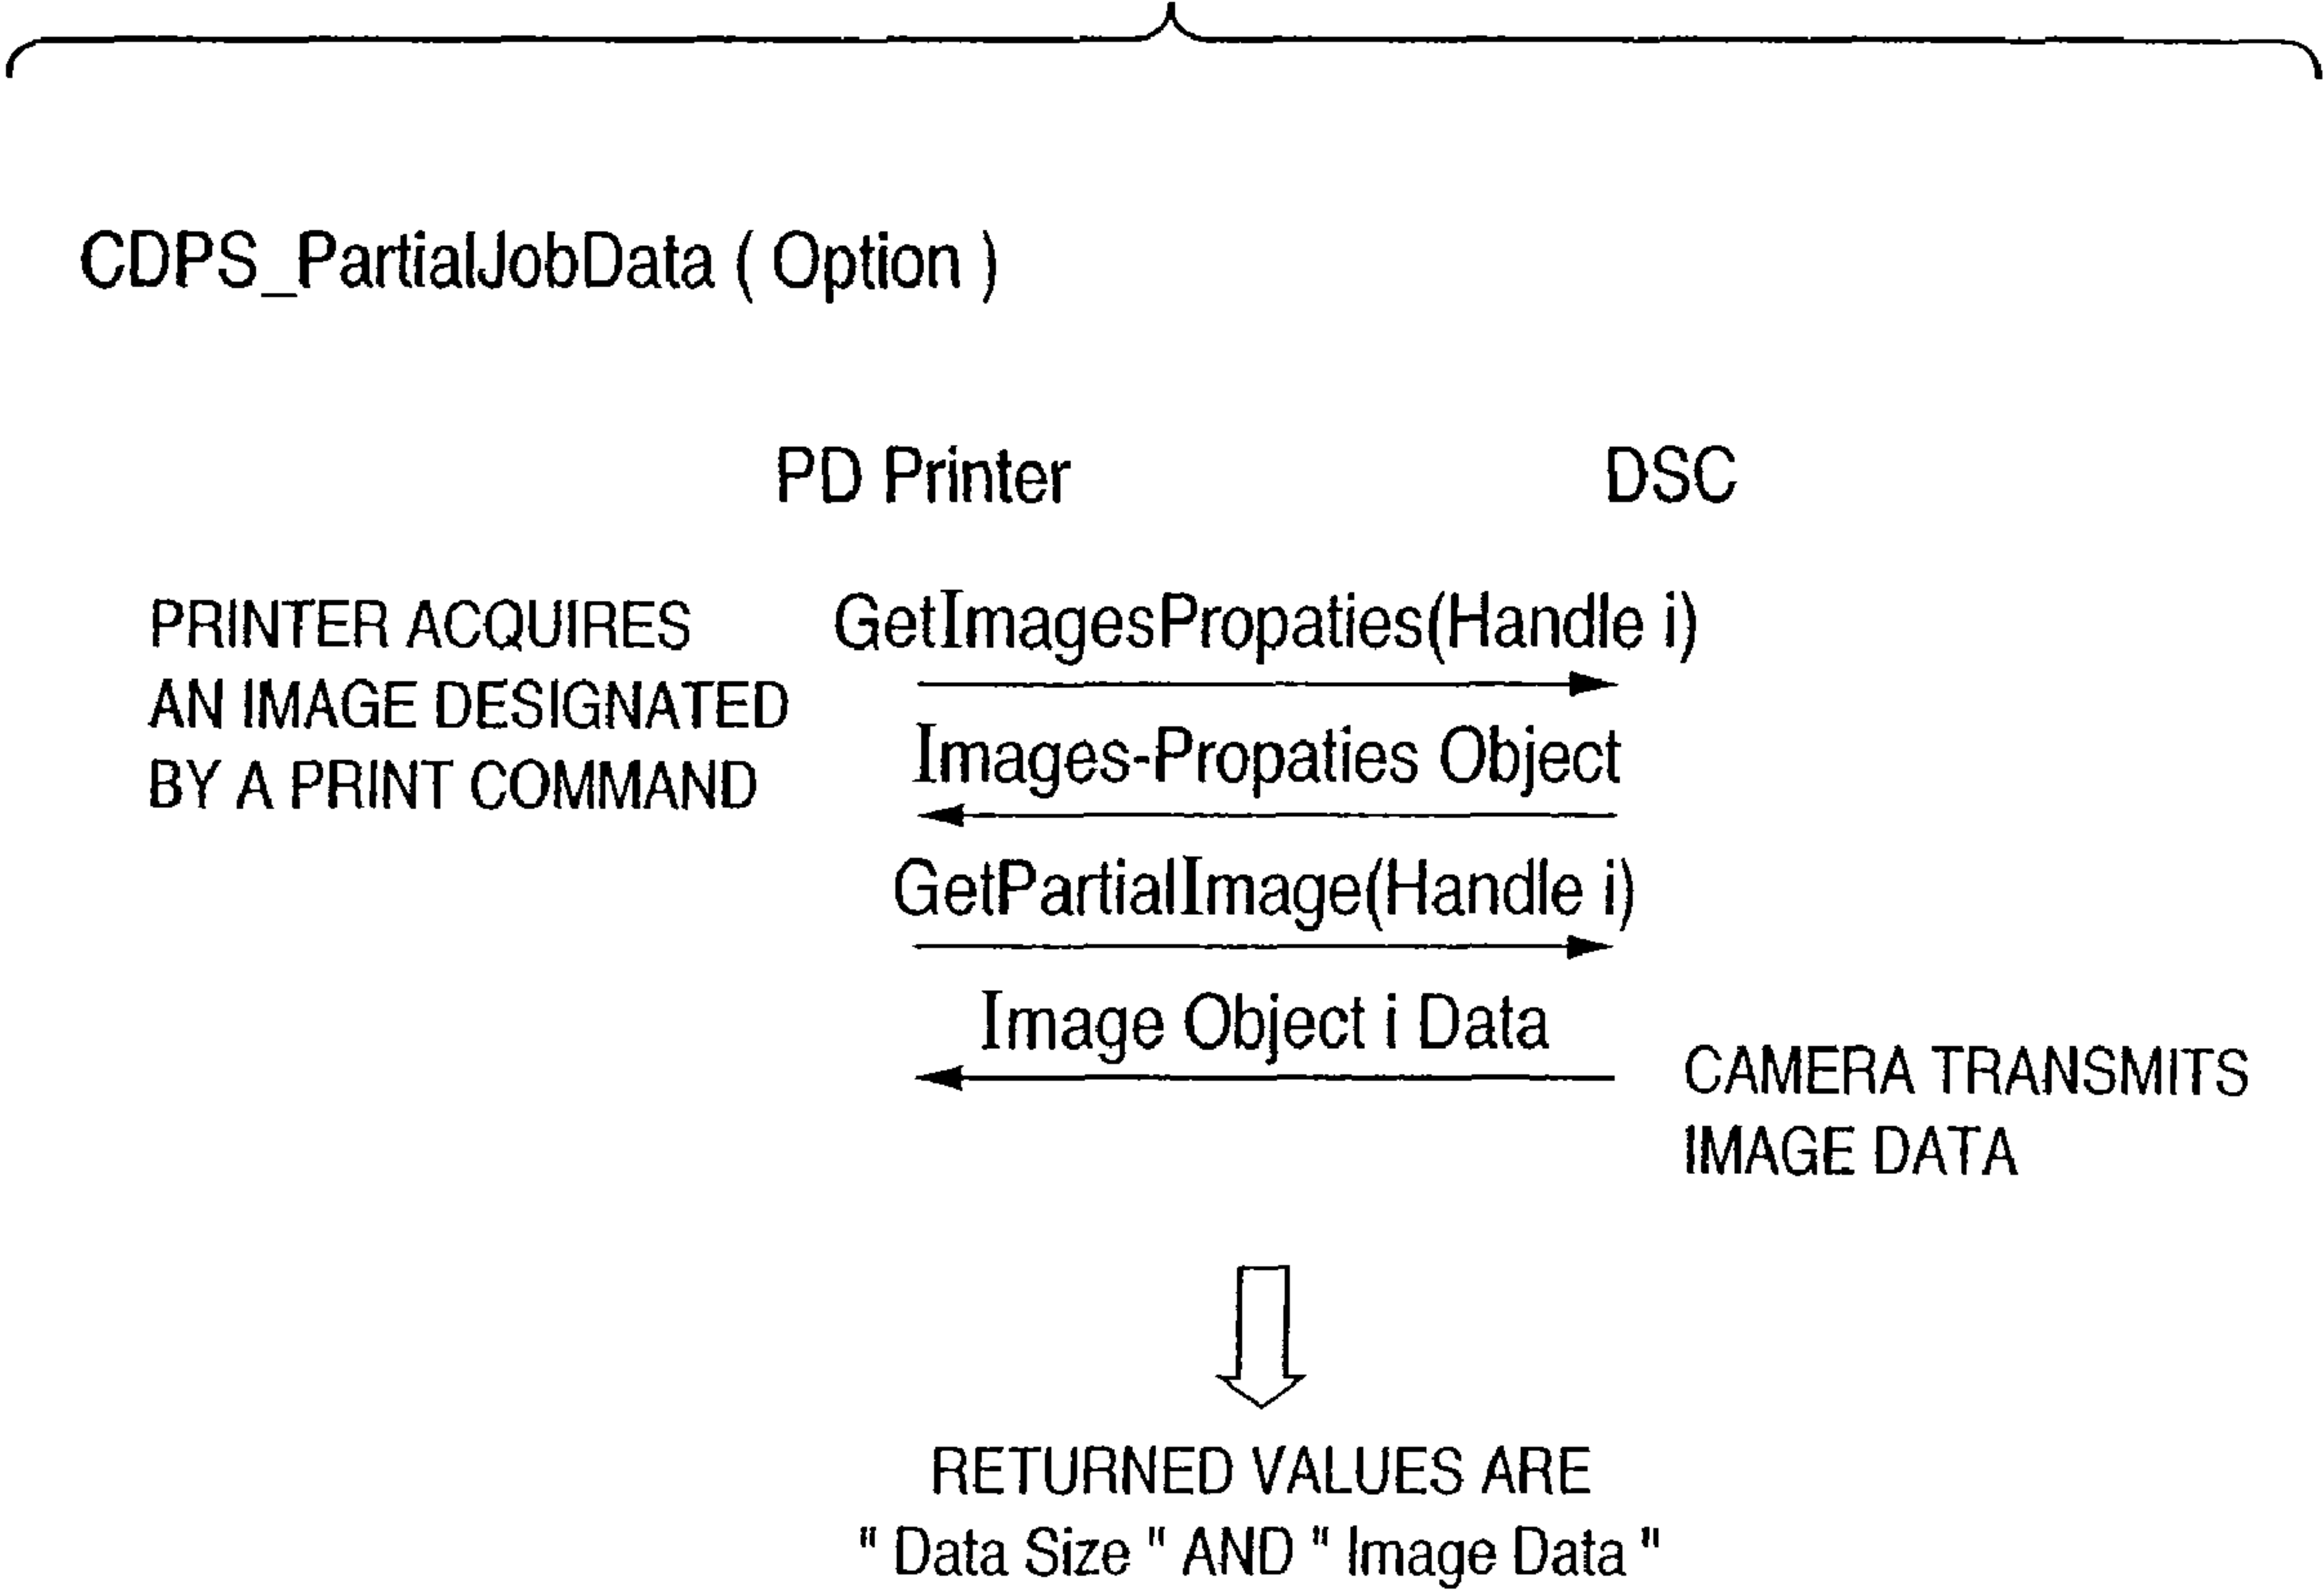 CDPS_PartialJobData ( Option )
PD Printer
DSC
PRINTER ACQUIRES
AN IMAGE DESIGNATED
BY A PRINT COMMAND
GetImagesPropaties(Handle i)
Images-Propaties Object
GetPartialImage(Handle i)
Image Object i Data
CAMERA TRANSMITS
IMAGE DATA
RETURNED VALUES ARE
" Data Size " AND " Image Data "